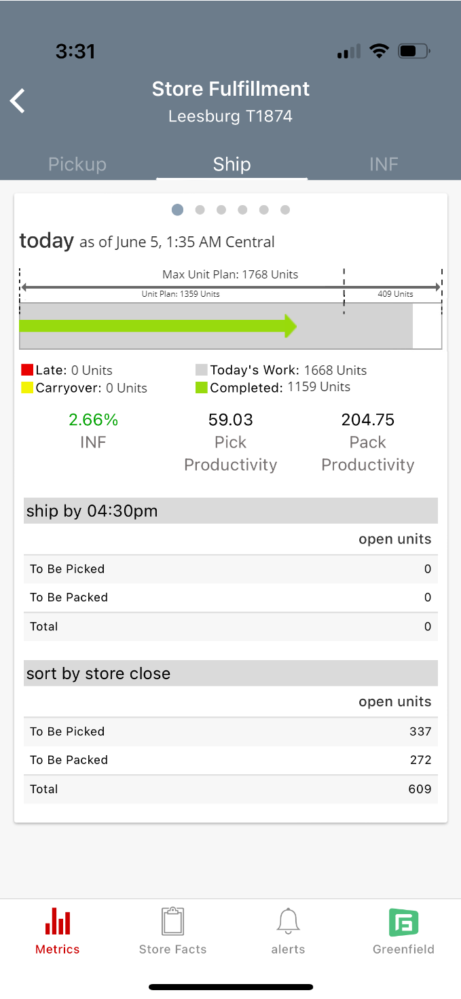 3:31
Store Fulfillment
Leesburg T1874
Pickup Ship INF
today as of June 5, 1:35 AM Central
Max Unit Plan: 1768 Units
Unit Plan: 1359 Units 409 Units
Late: 0 Units Today's Work: 1668 Units
Carryover: 0 Units Completed: 1159 Units
2.66% 59.03 204.75
INF Pick Pack
Productivity Productivity
ship by 04:30pm
open units
To Be Picked 0
To Be Packed 0
Total 0
sort by store close
open units
To Be Picked 337
To Be Packed 272
Total 609
Metrics Store Facts alerts Greenfield